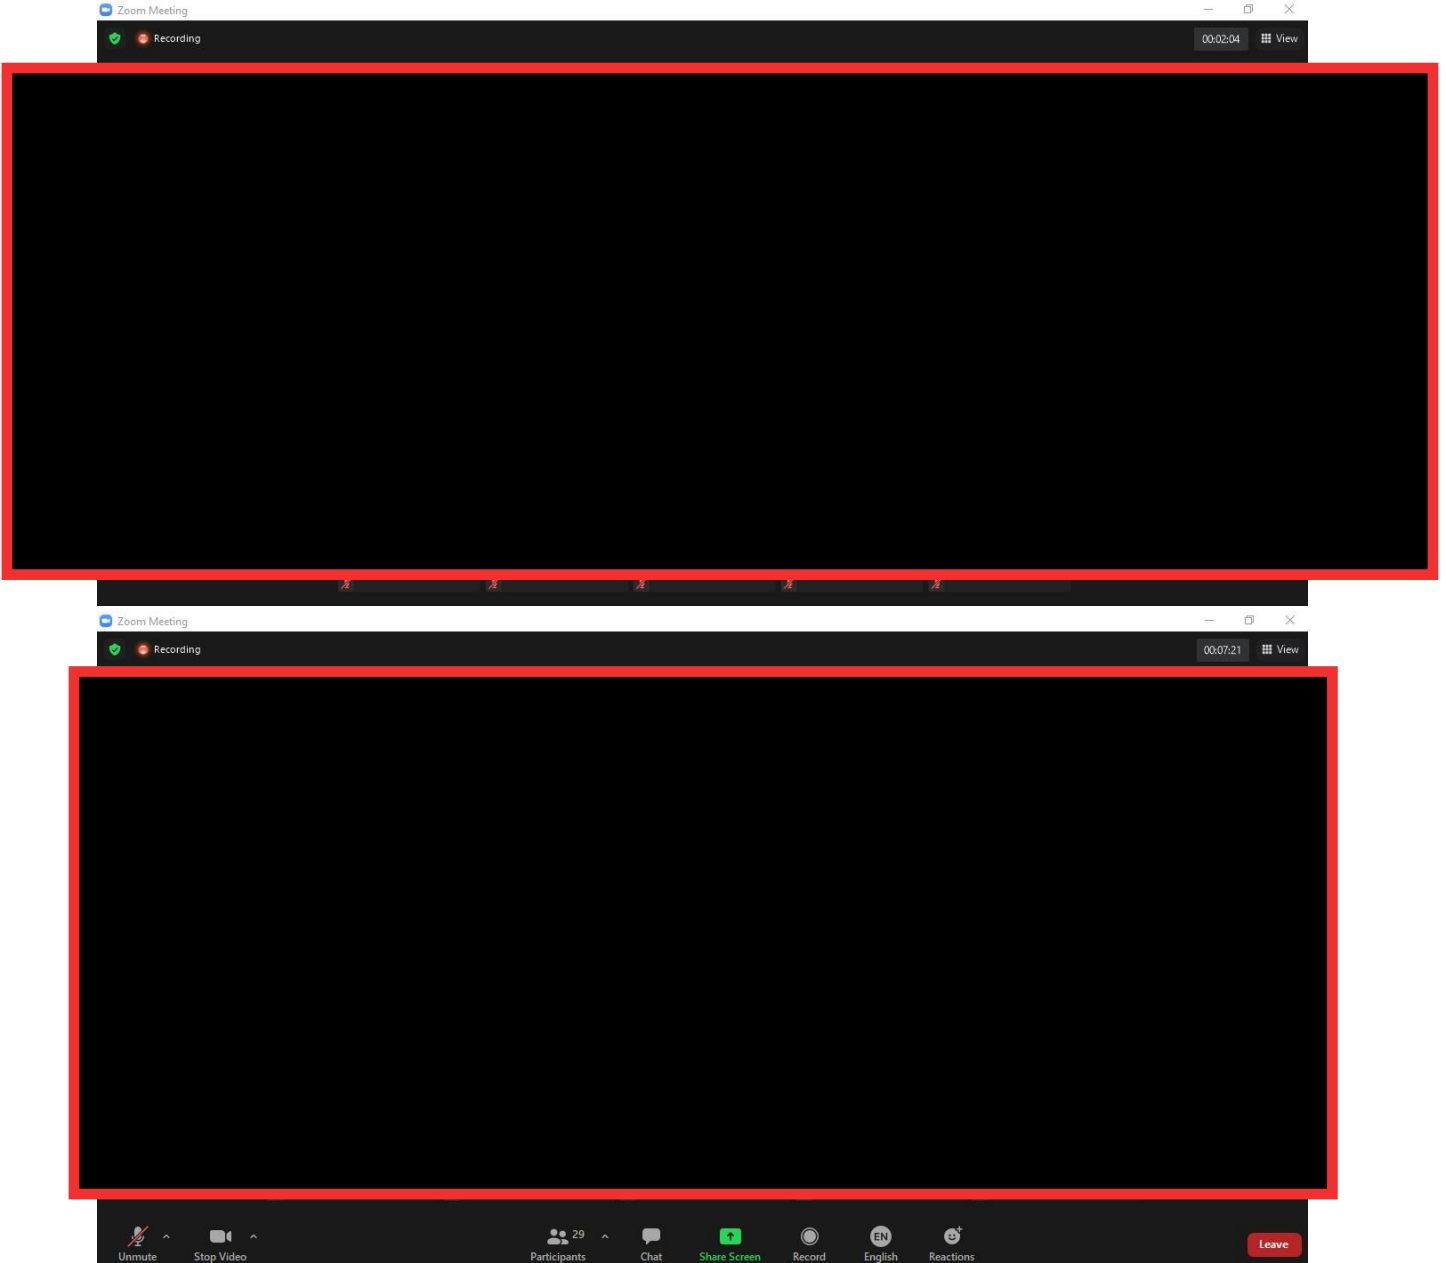 Zoom Meeting
Recording
00:02:04 View
Zoom Meeting
Recording
00:07:21 View
29 EN
Unmute Stop Video Participants Chat Share Screen Record English Reactions Leave